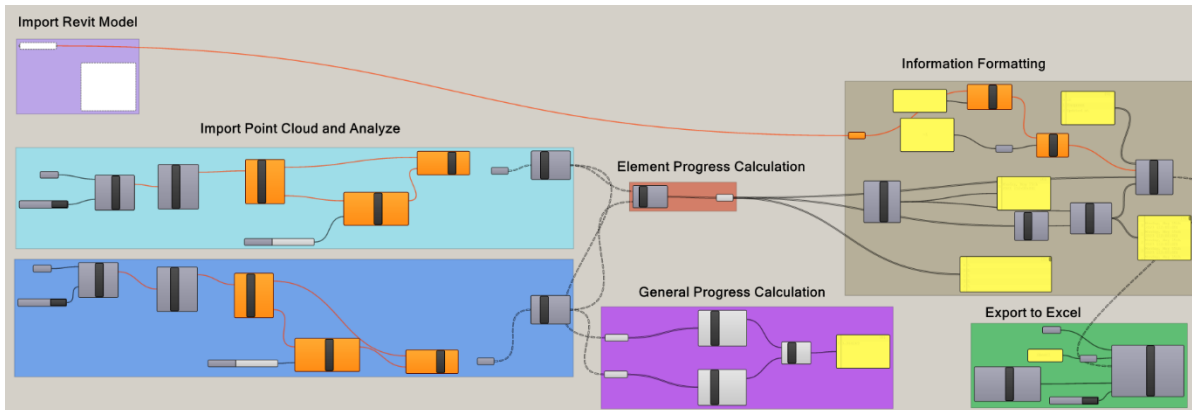 Import Revit Model
Information Formatting
Import Point Cloud and Analyze
Element Progress Calculation
General Progress Calculation
Export to Excel